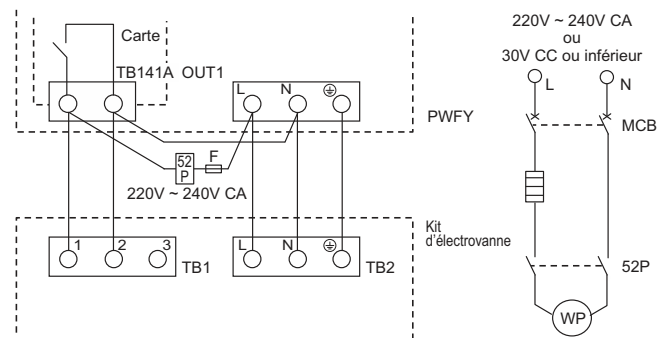 Carte
TB141A OUT1
L N
PWFY
52
P
F
220V ~ 240V CA
1 2 3
TB1
L N
TB2
Kit
d'électrovanne
220V ~ 240V CA
ou
30V CC ou inférieur
L N
MCB
52P
WP